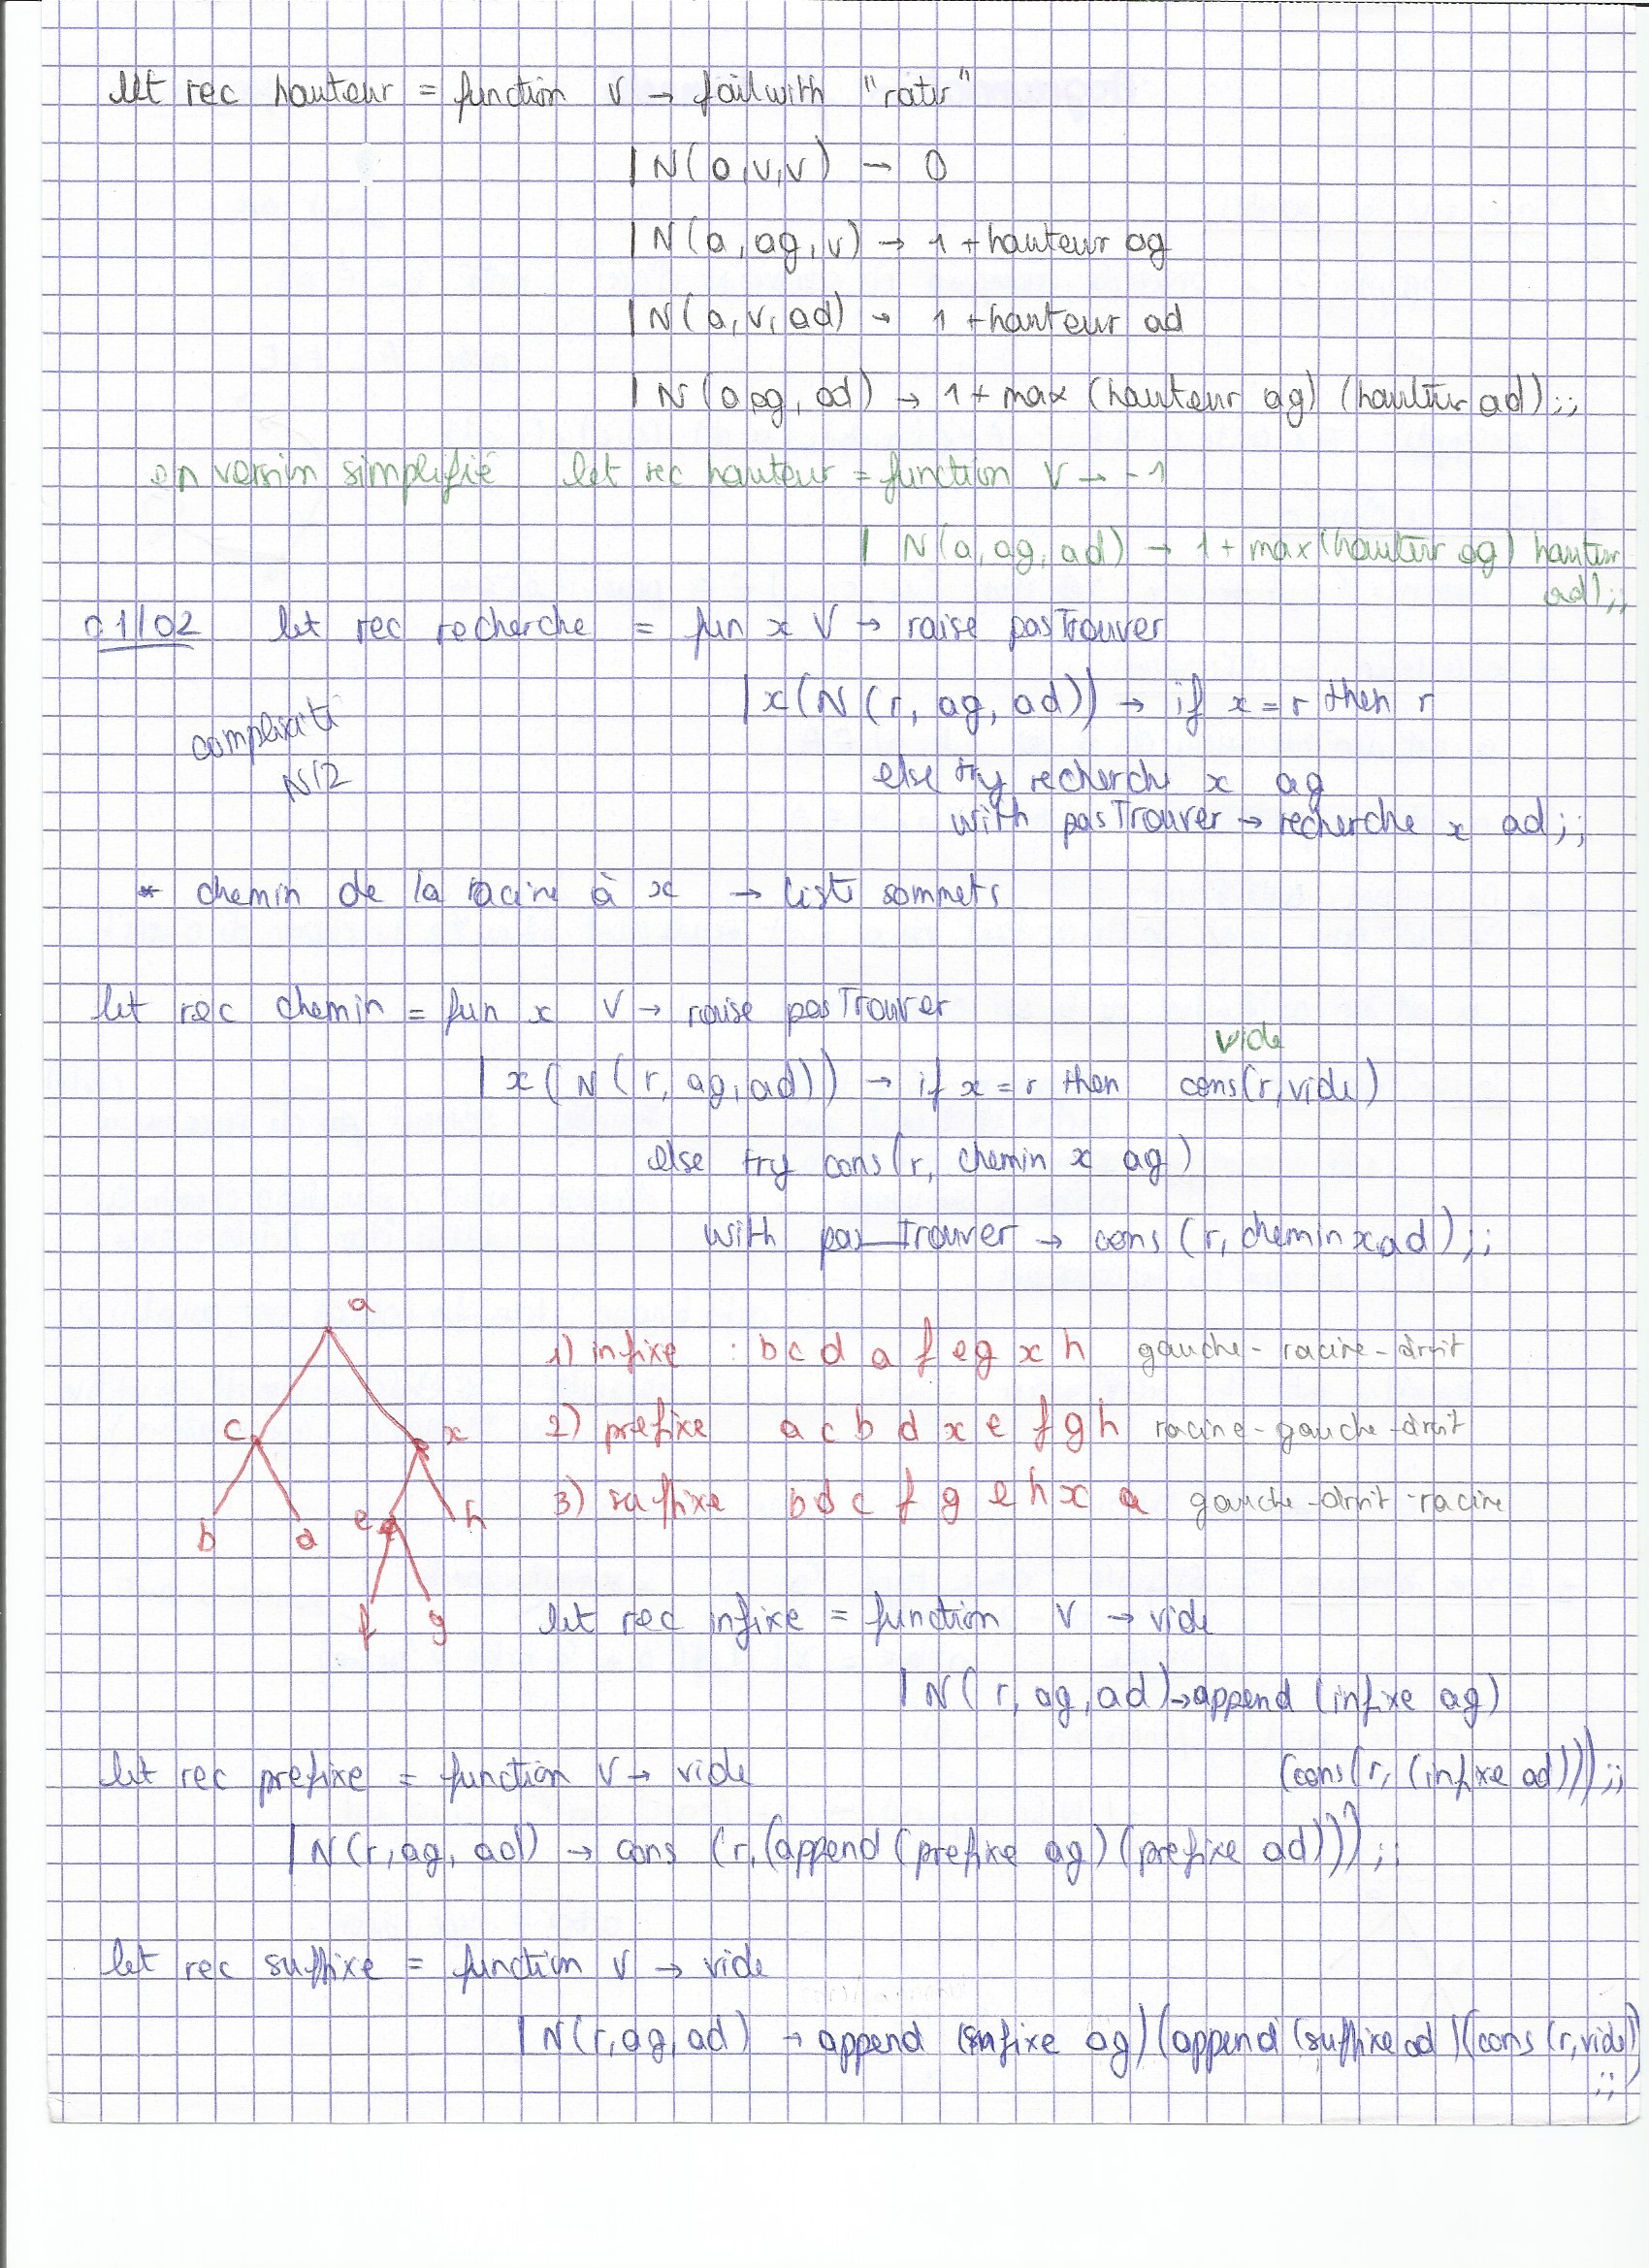 let rec hauteur = function V → failwith "ratu"
| N(a,V,V) → 0
| N(a, ag, V) → 1 + hauteur ag
| N(a, V, ad) → 1 + hauteur ad
| N(a, ag, ad) → 1 + max (hauteur ag) (hauteur ad) ;;
en version simplifié let rec hauteur = function V → -1
| N(a, ag, ad) → 1 + max(hauteur ag) hauteur
ad) ;;
01/02 let rec recherche = fun x V → raise pasTrouver
| x (N (r, ag, ad)) → if x = r then r
complexité
N/2
else try recherche x ag
with pasTrouver → recherche x ad ;;
* chemin de la racine à x → liste sommets
let rec chemin = fun x V → raise pasTrouver
vide
| x (N (r, ag, ad)) → if x = r then cons(r, vide)
else try cons(r, chemin x ag)
with pas_Trouver → cons (r, chemin x ad) ;;
a
1) infixe : b c d a f e g x h gauche - racine - droit
c x
2) prefixe a c b d x e f g h racine - gauche - droit
3) suffixe b d c f g e h x a gauche - droit - racine
b d e h
f g
let rec infixe = function V → vide
| N( r, ag, ad) → append (infixe ag)
(cons(r, (infixe ad))) ;;
let rec prefixe = function V → vide
| N(r, ag, ad) → cons (r, (append (prefixe ag) (prefixe ad))) ;;
let rec suffixe = function V → vide
| N(r, ag, ad) → append (suffixe ag) (append (suffixe ad) (cons (r, vide)
;;